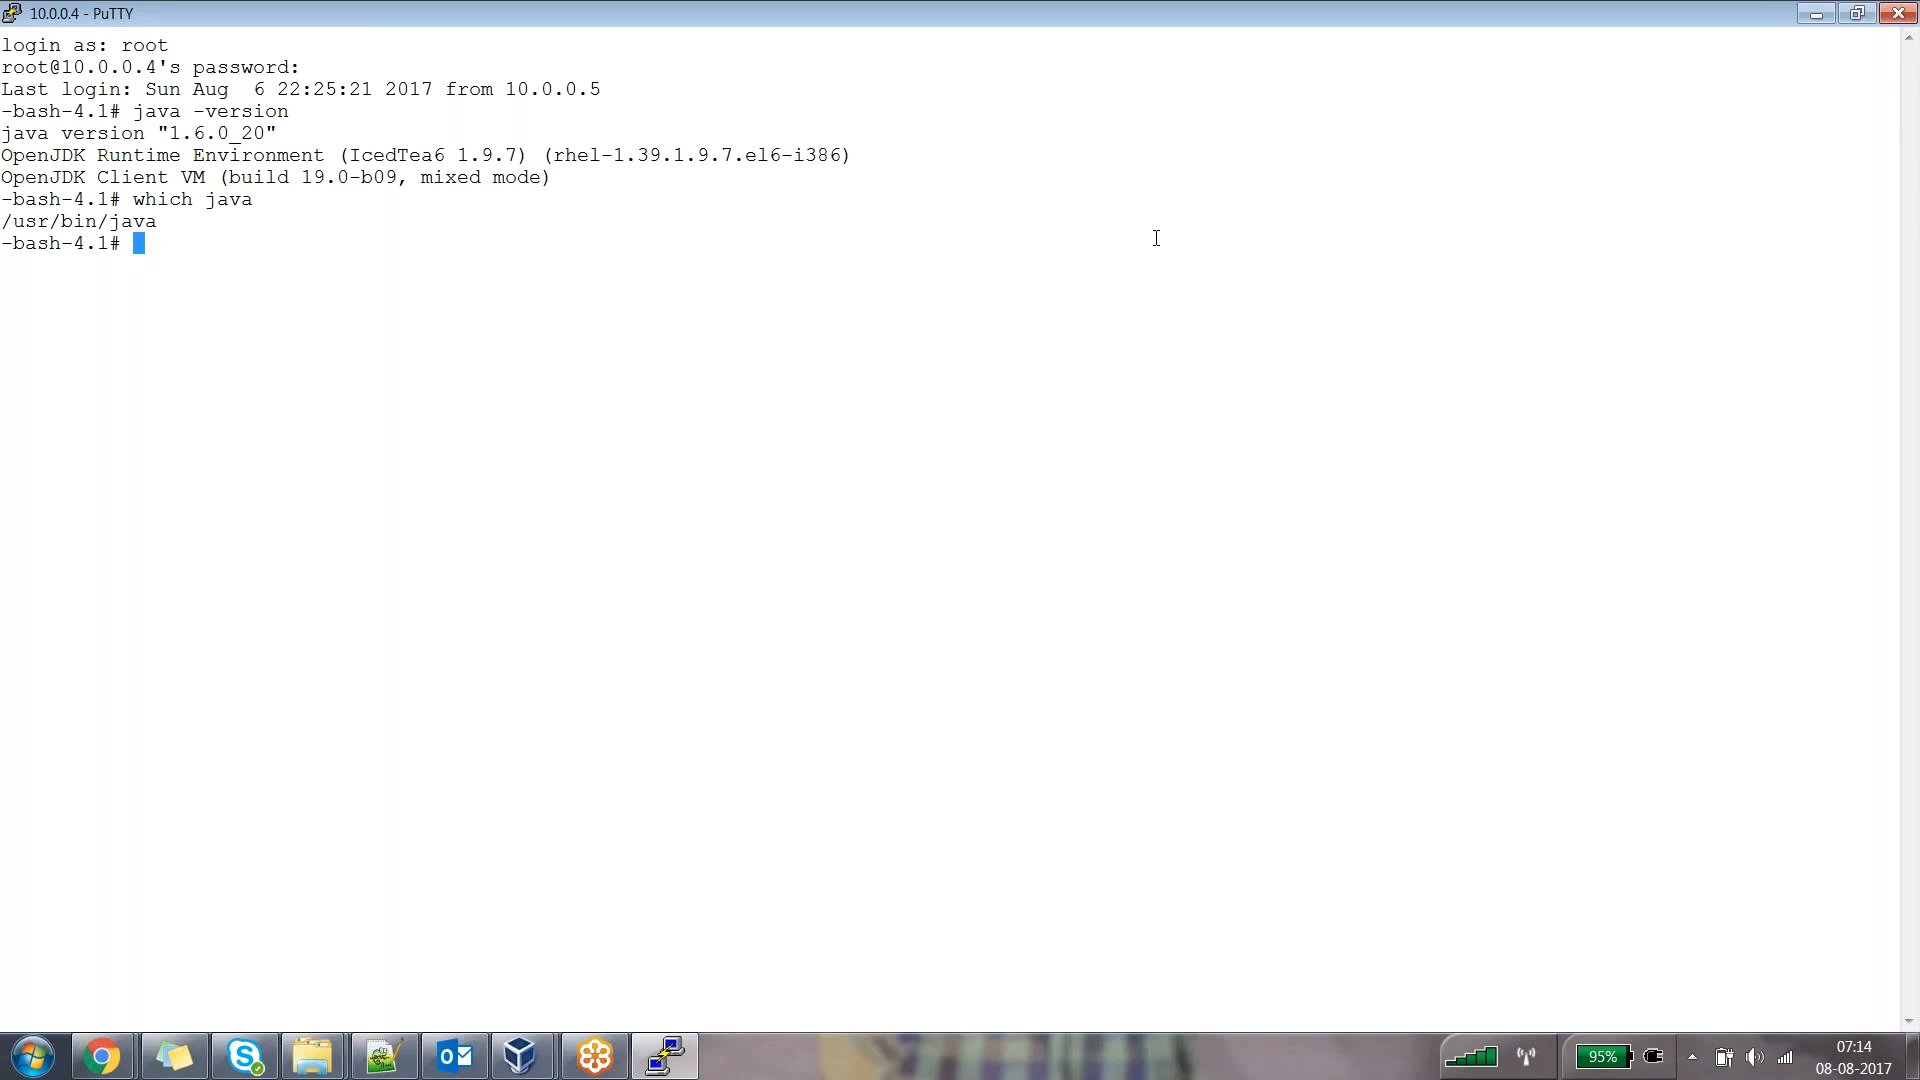 10.0.0.4 - PuTTY
login as: root
root@10.0.0.4's password:
Last login: Sun Aug  6 22:25:21 2017 from 10.0.0.5
-bash-4.1# java -version
java version "1.6.0_20"
OpenJDK Runtime Environment (IcedTea6 1.9.7) (rhel-1.39.1.9.7.el6-i386)
OpenJDK Client VM (build 19.0-b09, mixed mode)
-bash-4.1# which java
/usr/bin/java
-bash-4.1#
95%
07:14
08-08-2017